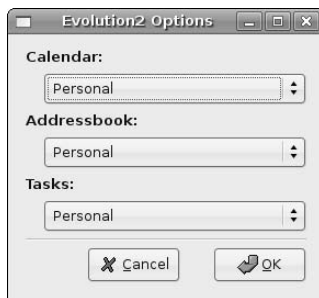 Evolution2 Options
Calendar:
Personal
Addressbook:
Personal
Tasks:
Personal
Cancel OK